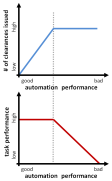 # of clearances issued
high
low
good bad
automation performance
task performance
high
low
good bad
automation performance